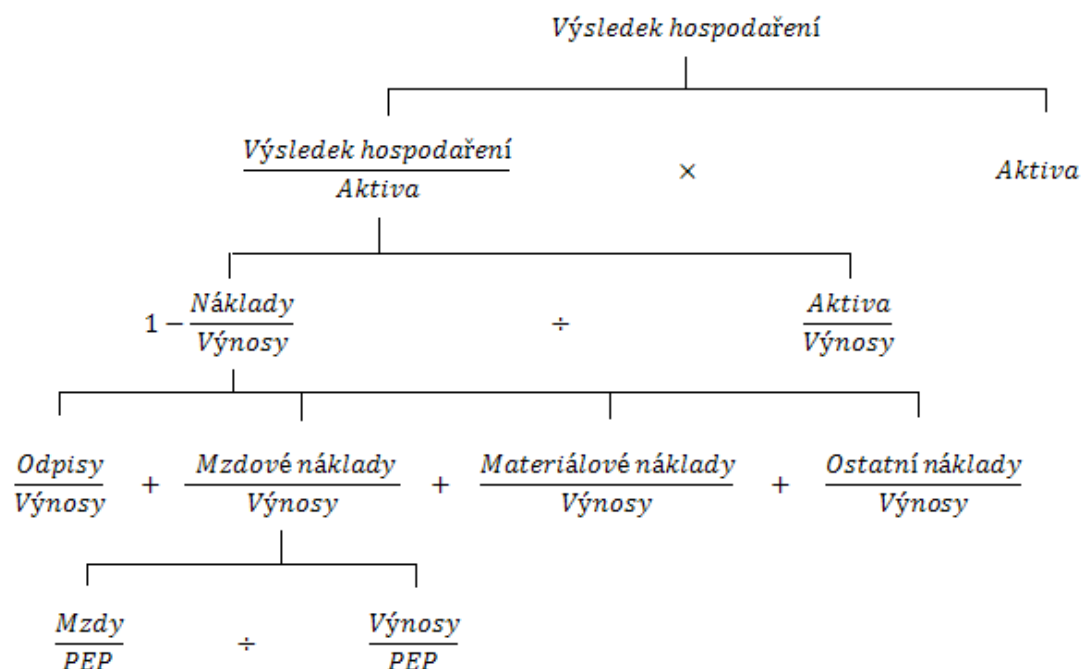 Výsledek hospodaření
Výsledek hospodaření
Aktiva
×
Aktiva
1 − Náklady
Výnosy
÷
Aktiva
Výnosy
Odpisy
Výnosy
+
Mzdové náklady
Výnosy
+
Materiálové náklady
Výnosy
+
Ostatní náklady
Výnosy
Mzdy
PEP
÷
Výnosy
PEP